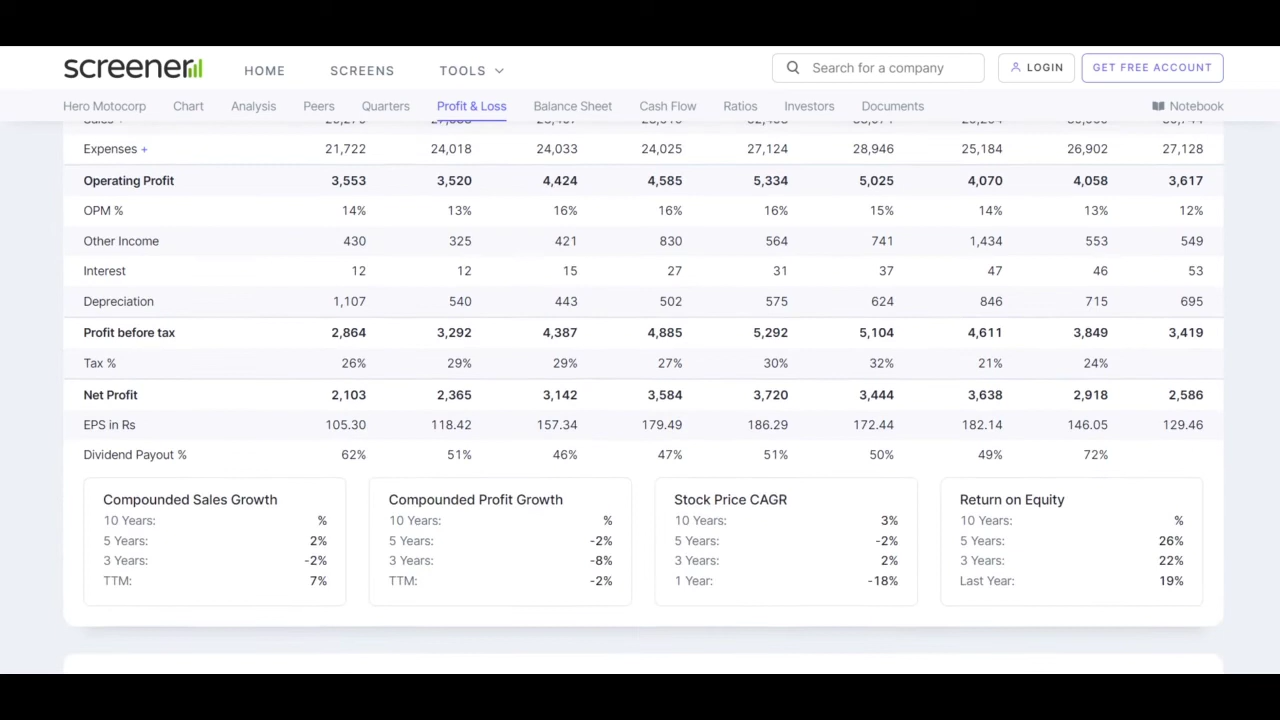 screener
HOME SCREENS TOOLS Search for a company LOGIN GET FREE ACCOUNT
Hero Motocorp Chart Analysis Peers Quarters Profit & Loss Balance Sheet Cash Flow Ratios Investors Documents Notebook
Expenses + 21,722 24,018 24,033 24,025 27,124 28,946 25,184 26,902 27,128
Operating Profit 3,553 3,520 4,424 4,585 5,334 5,025 4,070 4,058 3,617
OPM % 14% 13% 16% 16% 16% 15% 14% 13% 12%
Other Income 430 325 421 830 564 741 1,434 553 549
Interest 12 12 15 27 31 37 47 46 53
Depreciation 1,107 540 443 502 575 624 846 715 695
Profit before tax 2,864 3,292 4,387 4,885 5,292 5,104 4,611 3,849 3,419
Tax % 26% 29% 29% 27% 30% 32% 21% 24%
Net Profit 2,103 2,365 3,142 3,584 3,720 3,444 3,638 2,918 2,586
EPS in Rs 105.30 118.42 157.34 179.49 186.29 172.44 182.14 146.05 129.46
Dividend Payout % 62% 51% 46% 47% 51% 50% 49% 72%
Compounded Sales Growth
10 Years: %
5 Years: 2%
3 Years: -2%
TTM: 7%
Compounded Profit Growth
10 Years: %
5 Years: -2%
3 Years: -8%
TTM: -2%
Stock Price CAGR
10 Years: 3%
5 Years: -2%
3 Years: 2%
1 Year: -18%
Return on Equity
10 Years: %
5 Years: 26%
3 Years: 22%
Last Year: 19%